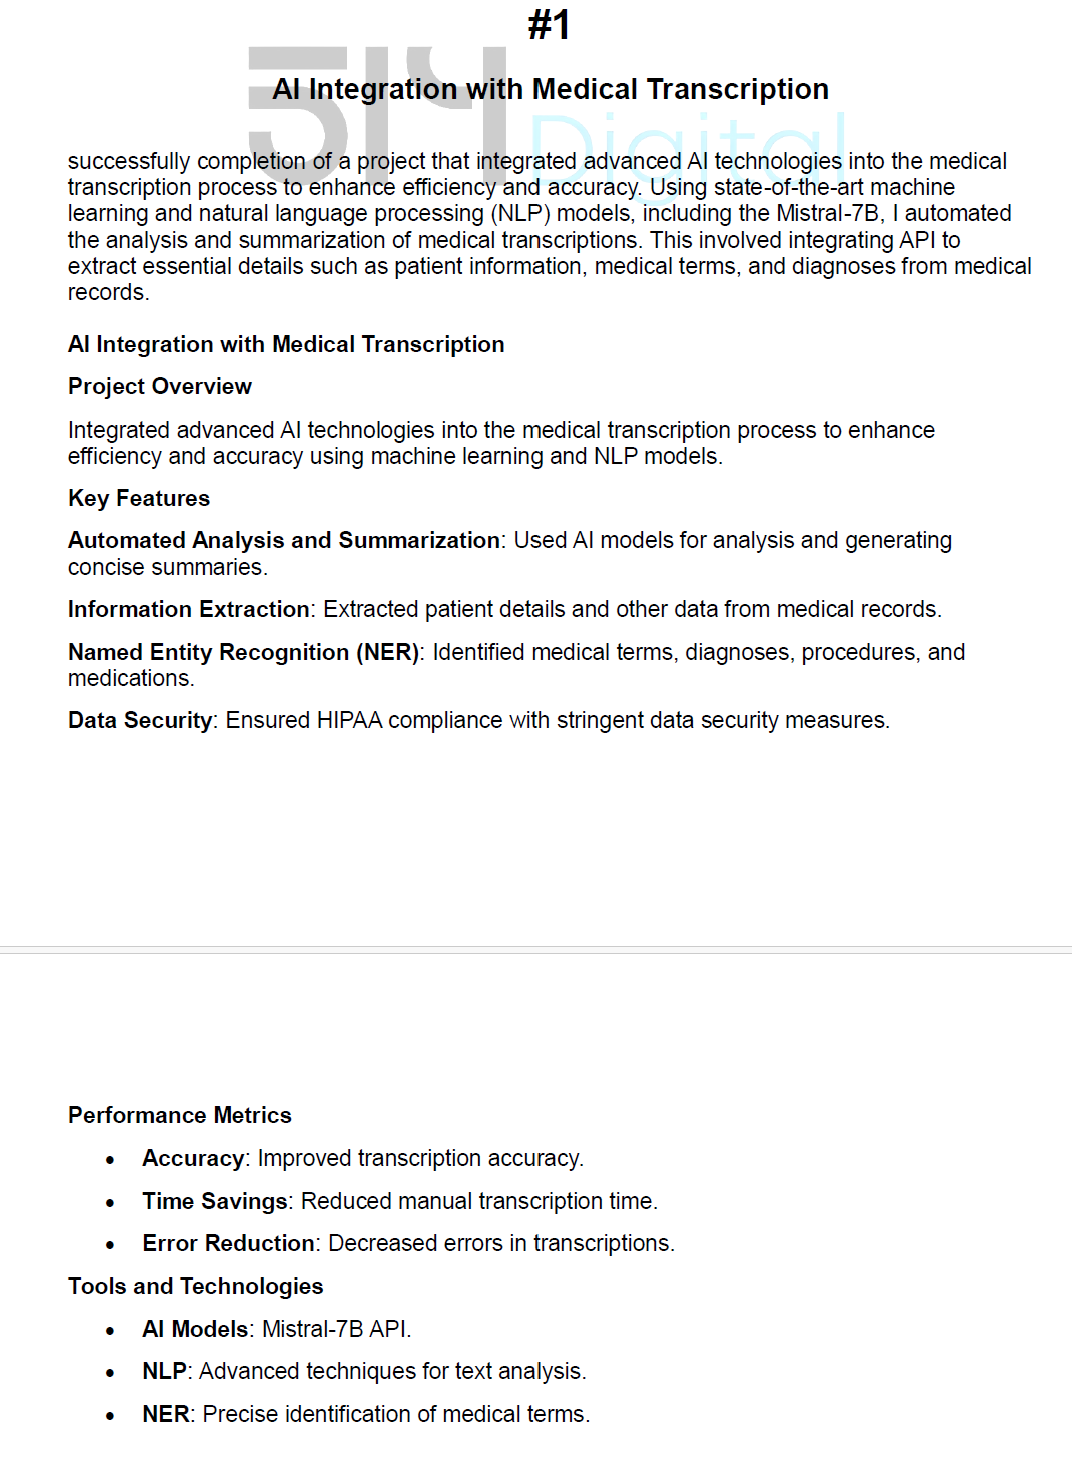 #1
514
Digital
AI Integration with Medical Transcription
successfully completion of a project that integrated advanced AI technologies into the medical
transcription process to enhance efficiency and accuracy. Using state-of-the-art machine
learning and natural language processing (NLP) models, including the Mistral-7B, I automated
the analysis and summarization of medical transcriptions. This involved integrating API to
extract essential details such as patient information, medical terms, and diagnoses from medical
records.
AI Integration with Medical Transcription
Project Overview
Integrated advanced AI technologies into the medical transcription process to enhance
efficiency and accuracy using machine learning and NLP models.
Key Features
Automated Analysis and Summarization: Used AI models for analysis and generating
concise summaries.
Information Extraction: Extracted patient details and other data from medical records.
Named Entity Recognition (NER): Identified medical terms, diagnoses, procedures, and
medications.
Data Security: Ensured HIPAA compliance with stringent data security measures.
Performance Metrics
• Accuracy: Improved transcription accuracy.
• Time Savings: Reduced manual transcription time.
• Error Reduction: Decreased errors in transcriptions.
Tools and Technologies
• AI Models: Mistral-7B API.
• NLP: Advanced techniques for text analysis.
• NER: Precise identification of medical terms.